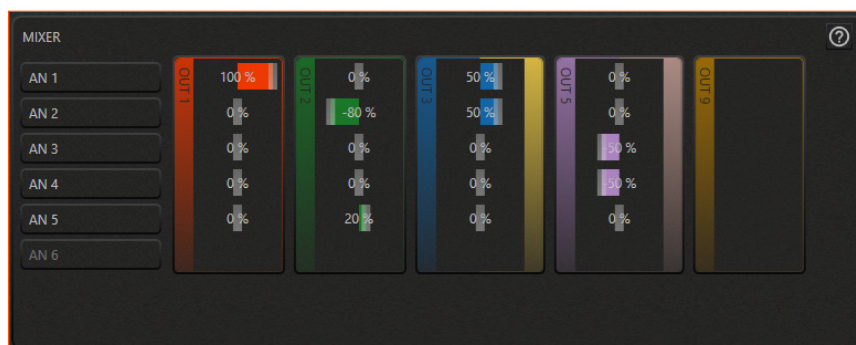 MIXER
?
OUT 1
OUT 2
OUT 3
OUT 5
OUT 9
AN 1 100 % 0 % 50 % 0 %
AN 2 0 % -80 % 50 % 0 %
AN 3 0 % 0 % 0 % -50 %
AN 4 0 % 0 % 0 % -50 %
AN 5 0 % 20 % 0 % 0 %
AN 6